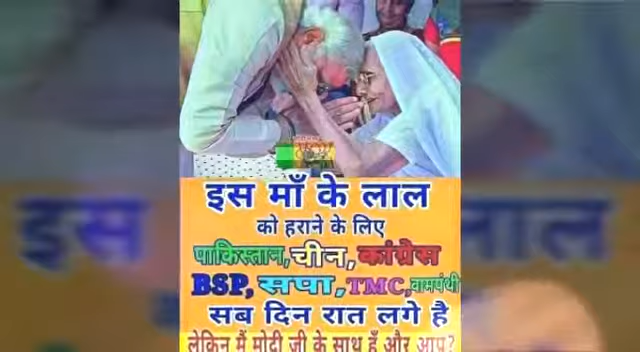 इस माँ के लाल
को हराने के लिए
पाकिस्तान, चीन, कांग्रेस
BSP, सपा, TMC, वामपंथी
सब दिन रात लगे है
लेकिन मैं मोदी जी के साथ हूँ और आप?